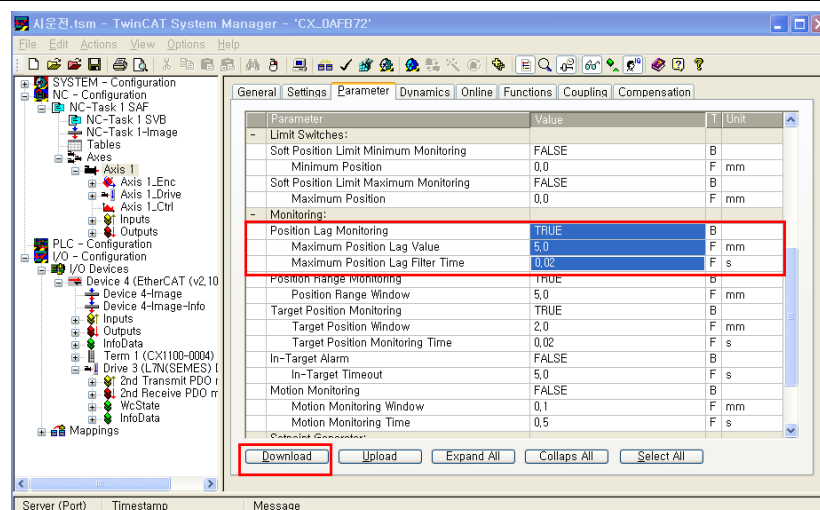 시운전.tsm - TwinCAT System Manager - 'CX_0AFB72'
File Edit Actions View Options Help
SYSTEM - Configuration
NC - Configuration
NC-Task 1 SAF
NC-Task 1 SVB
NC-Task 1-Image
Tables
Axes
Axis 1
Axis 1_Enc
Axis 1_Drive
Axis 1_Ctrl
Inputs
Outputs
PLC - Configuration
I/O - Configuration
I/O Devices
Device 4 (EtherCAT (v2,10
Device 4-Image
Device 4-Image-Info
Inputs
Outputs
InfoData
Term 1 (CX1100-0004)
Drive 3 (L7N(SEMES) [
2nd Transmit PDO r
2nd Receive PDO m
WcState
InfoData
Mappings
General Settings Parameter Dynamics Online Functions Coupling Compensation
Parameter Value T Unit
- Limit Switches:
Soft Position Limit Minimum Monitoring FALSE B
Minimum Position 0,0 F mm
Soft Position Limit Maximum Monitoring FALSE B
Maximum Position 0,0 F mm
- Monitoring:
Position Lag Monitoring TRUE B
Maximum Position Lag Value 5,0 F mm
Maximum Position Lag Filter Time 0,02 F s
Position Range Monitoring TRUE B
Position Range Window 5,0 F mm
Target Position Monitoring TRUE B
Target Position Window 2,0 F mm
Target Position Monitoring Time 0,02 F s
In-Target Alarm FALSE B
In-Target Timeout 5,0 F s
Motion Monitoring FALSE B
Motion Monitoring Window 0,1 F mm
Motion Monitoring Time 0,5 F s
Setpoint Generator:
Download Upload Expand All Collaps All Select All
Server (Port) Timestamp Message